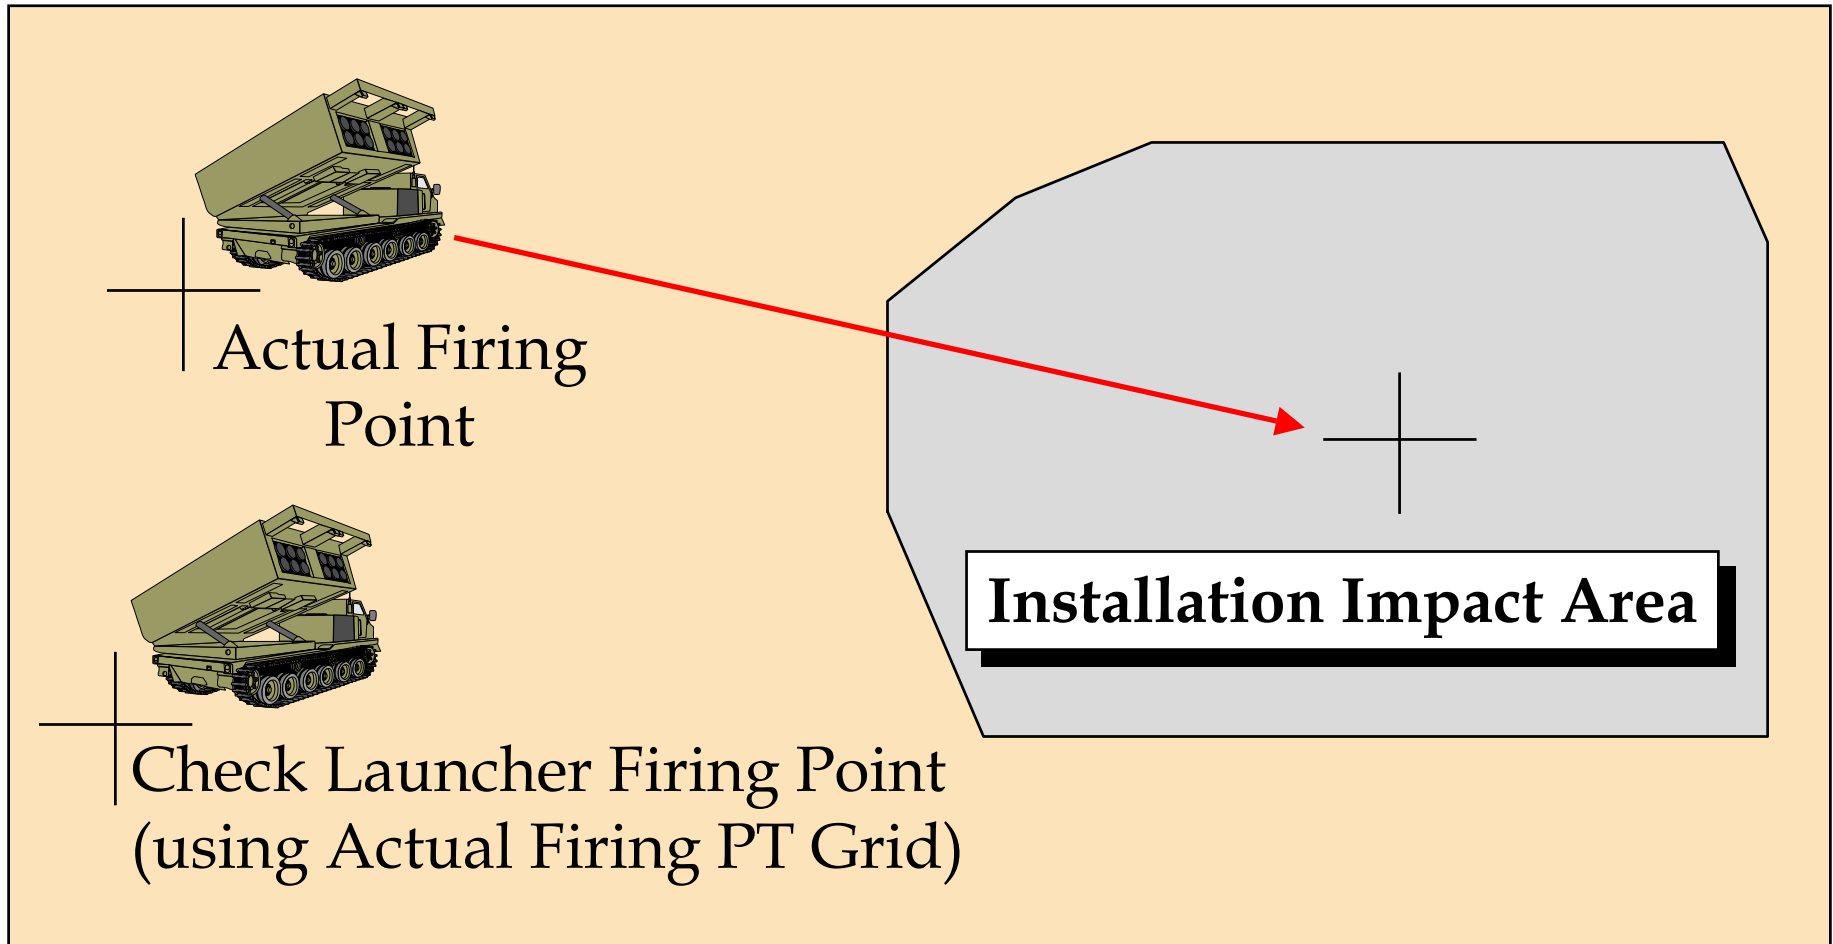 Actual Firing
Point
Installation Impact Area
Check Launcher Firing Point
(using Actual Firing PT Grid)